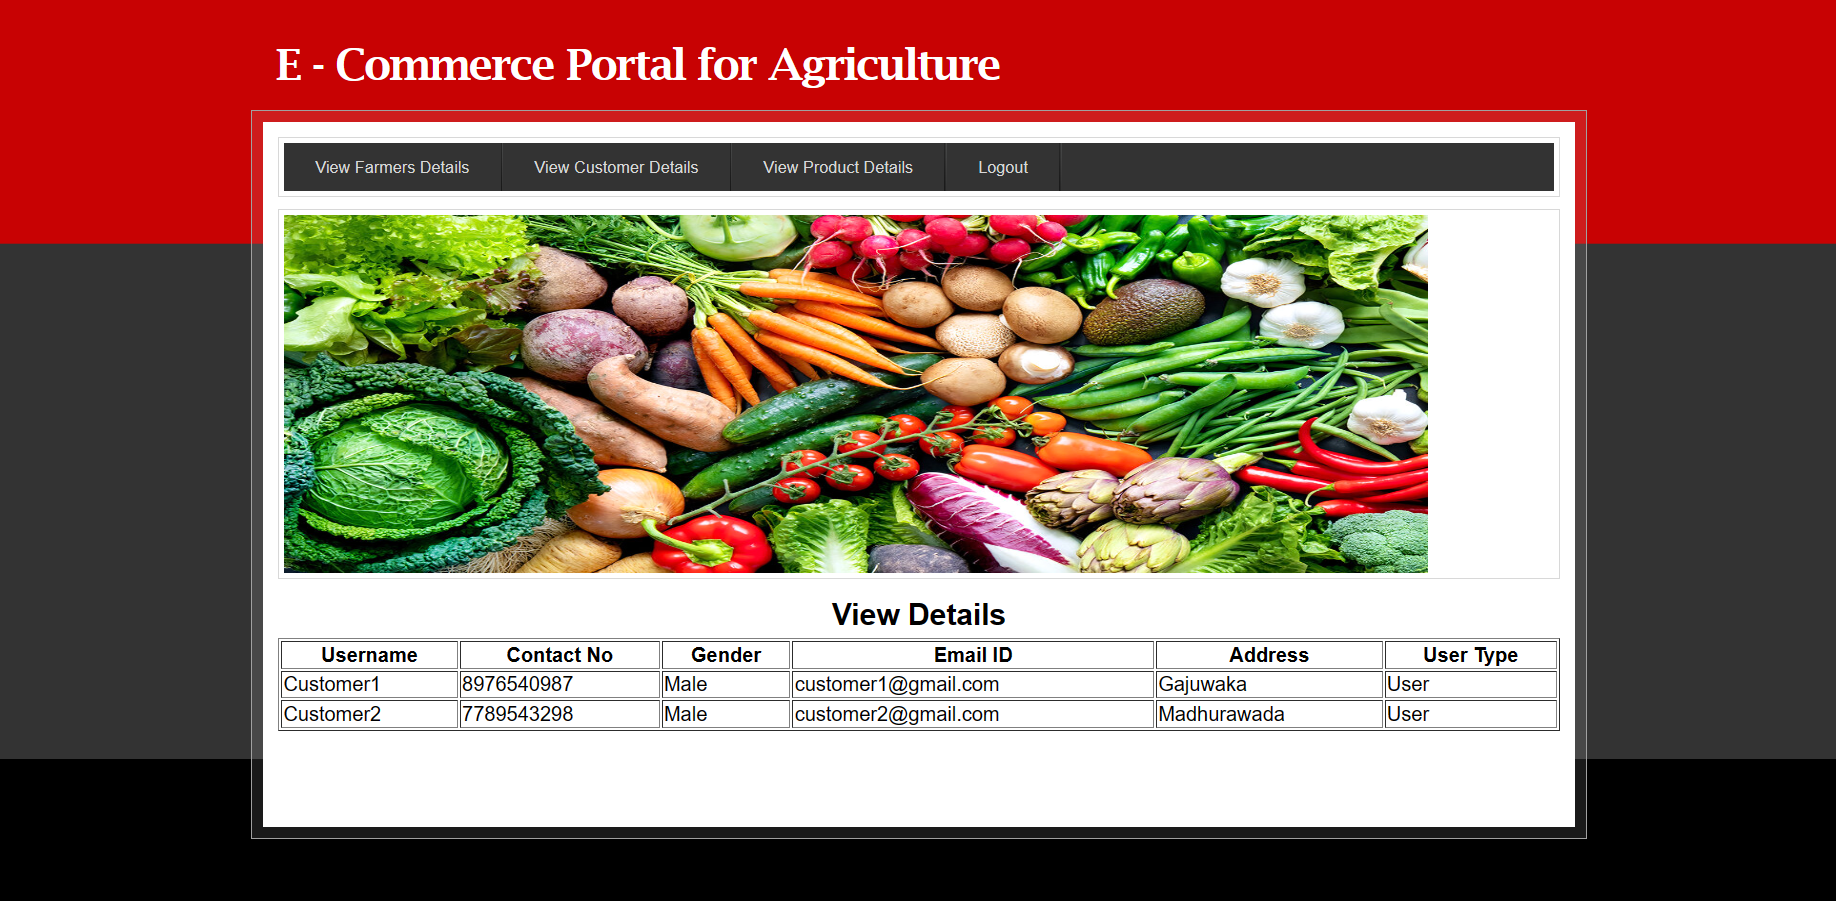 E - Commerce Portal for Agriculture
View Farmers Details View Customer Details View Product Details Logout
View Details
Username Contact No Gender Email ID Address User Type
Customer1 8976540987 Male customer1@gmail.com Gajuwaka User
Customer2 7789543298 Male customer2@gmail.com Madhurawada User